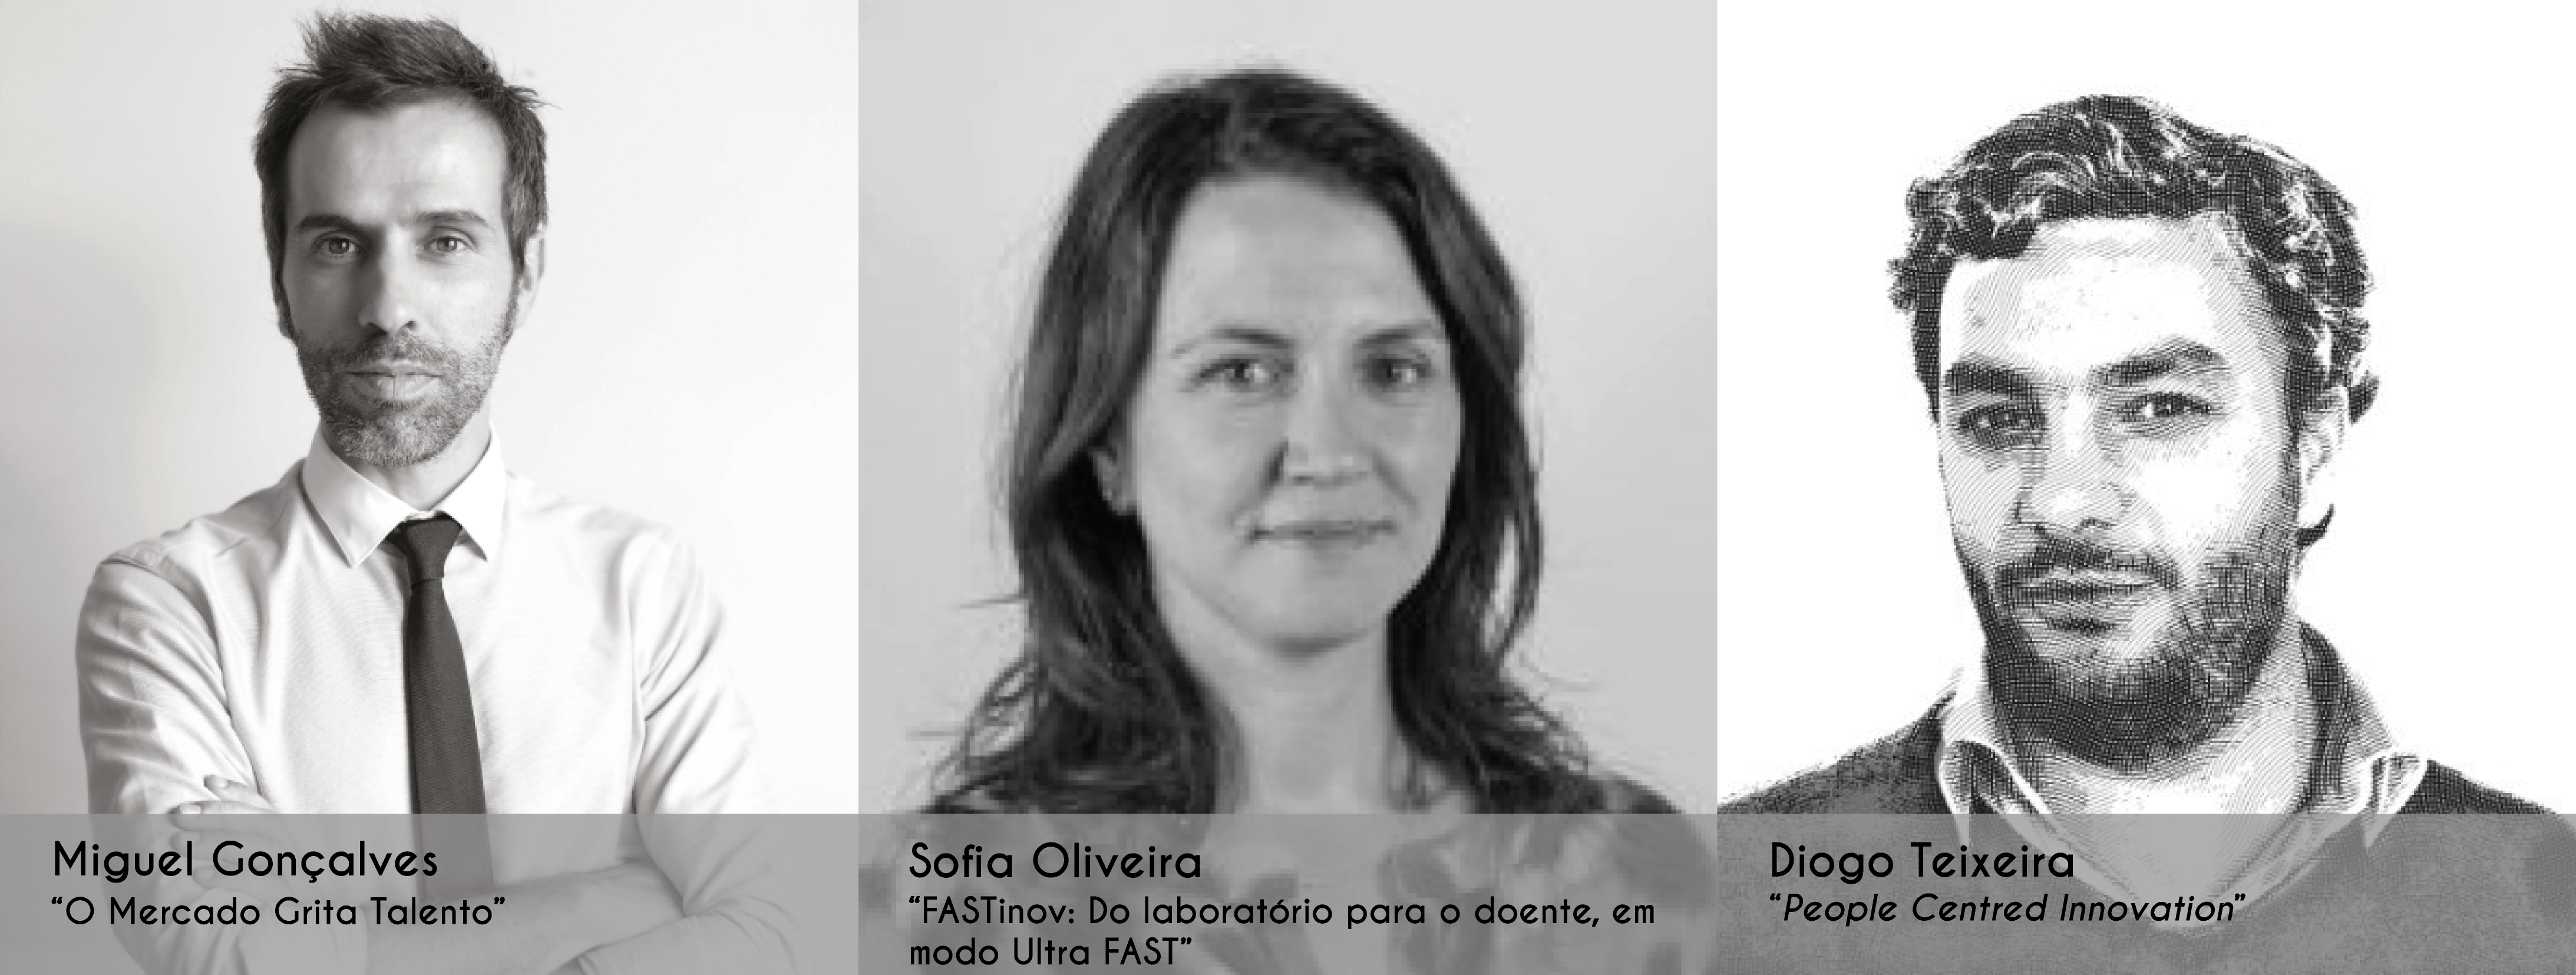 Miguel Gonçalves
“O Mercado Grita Talento”
Sofia Oliveira
“FASTinov: Do laboratório para o doente, em
modo Ultra FAST”
Diogo Teixeira
“People Centred Innovation”